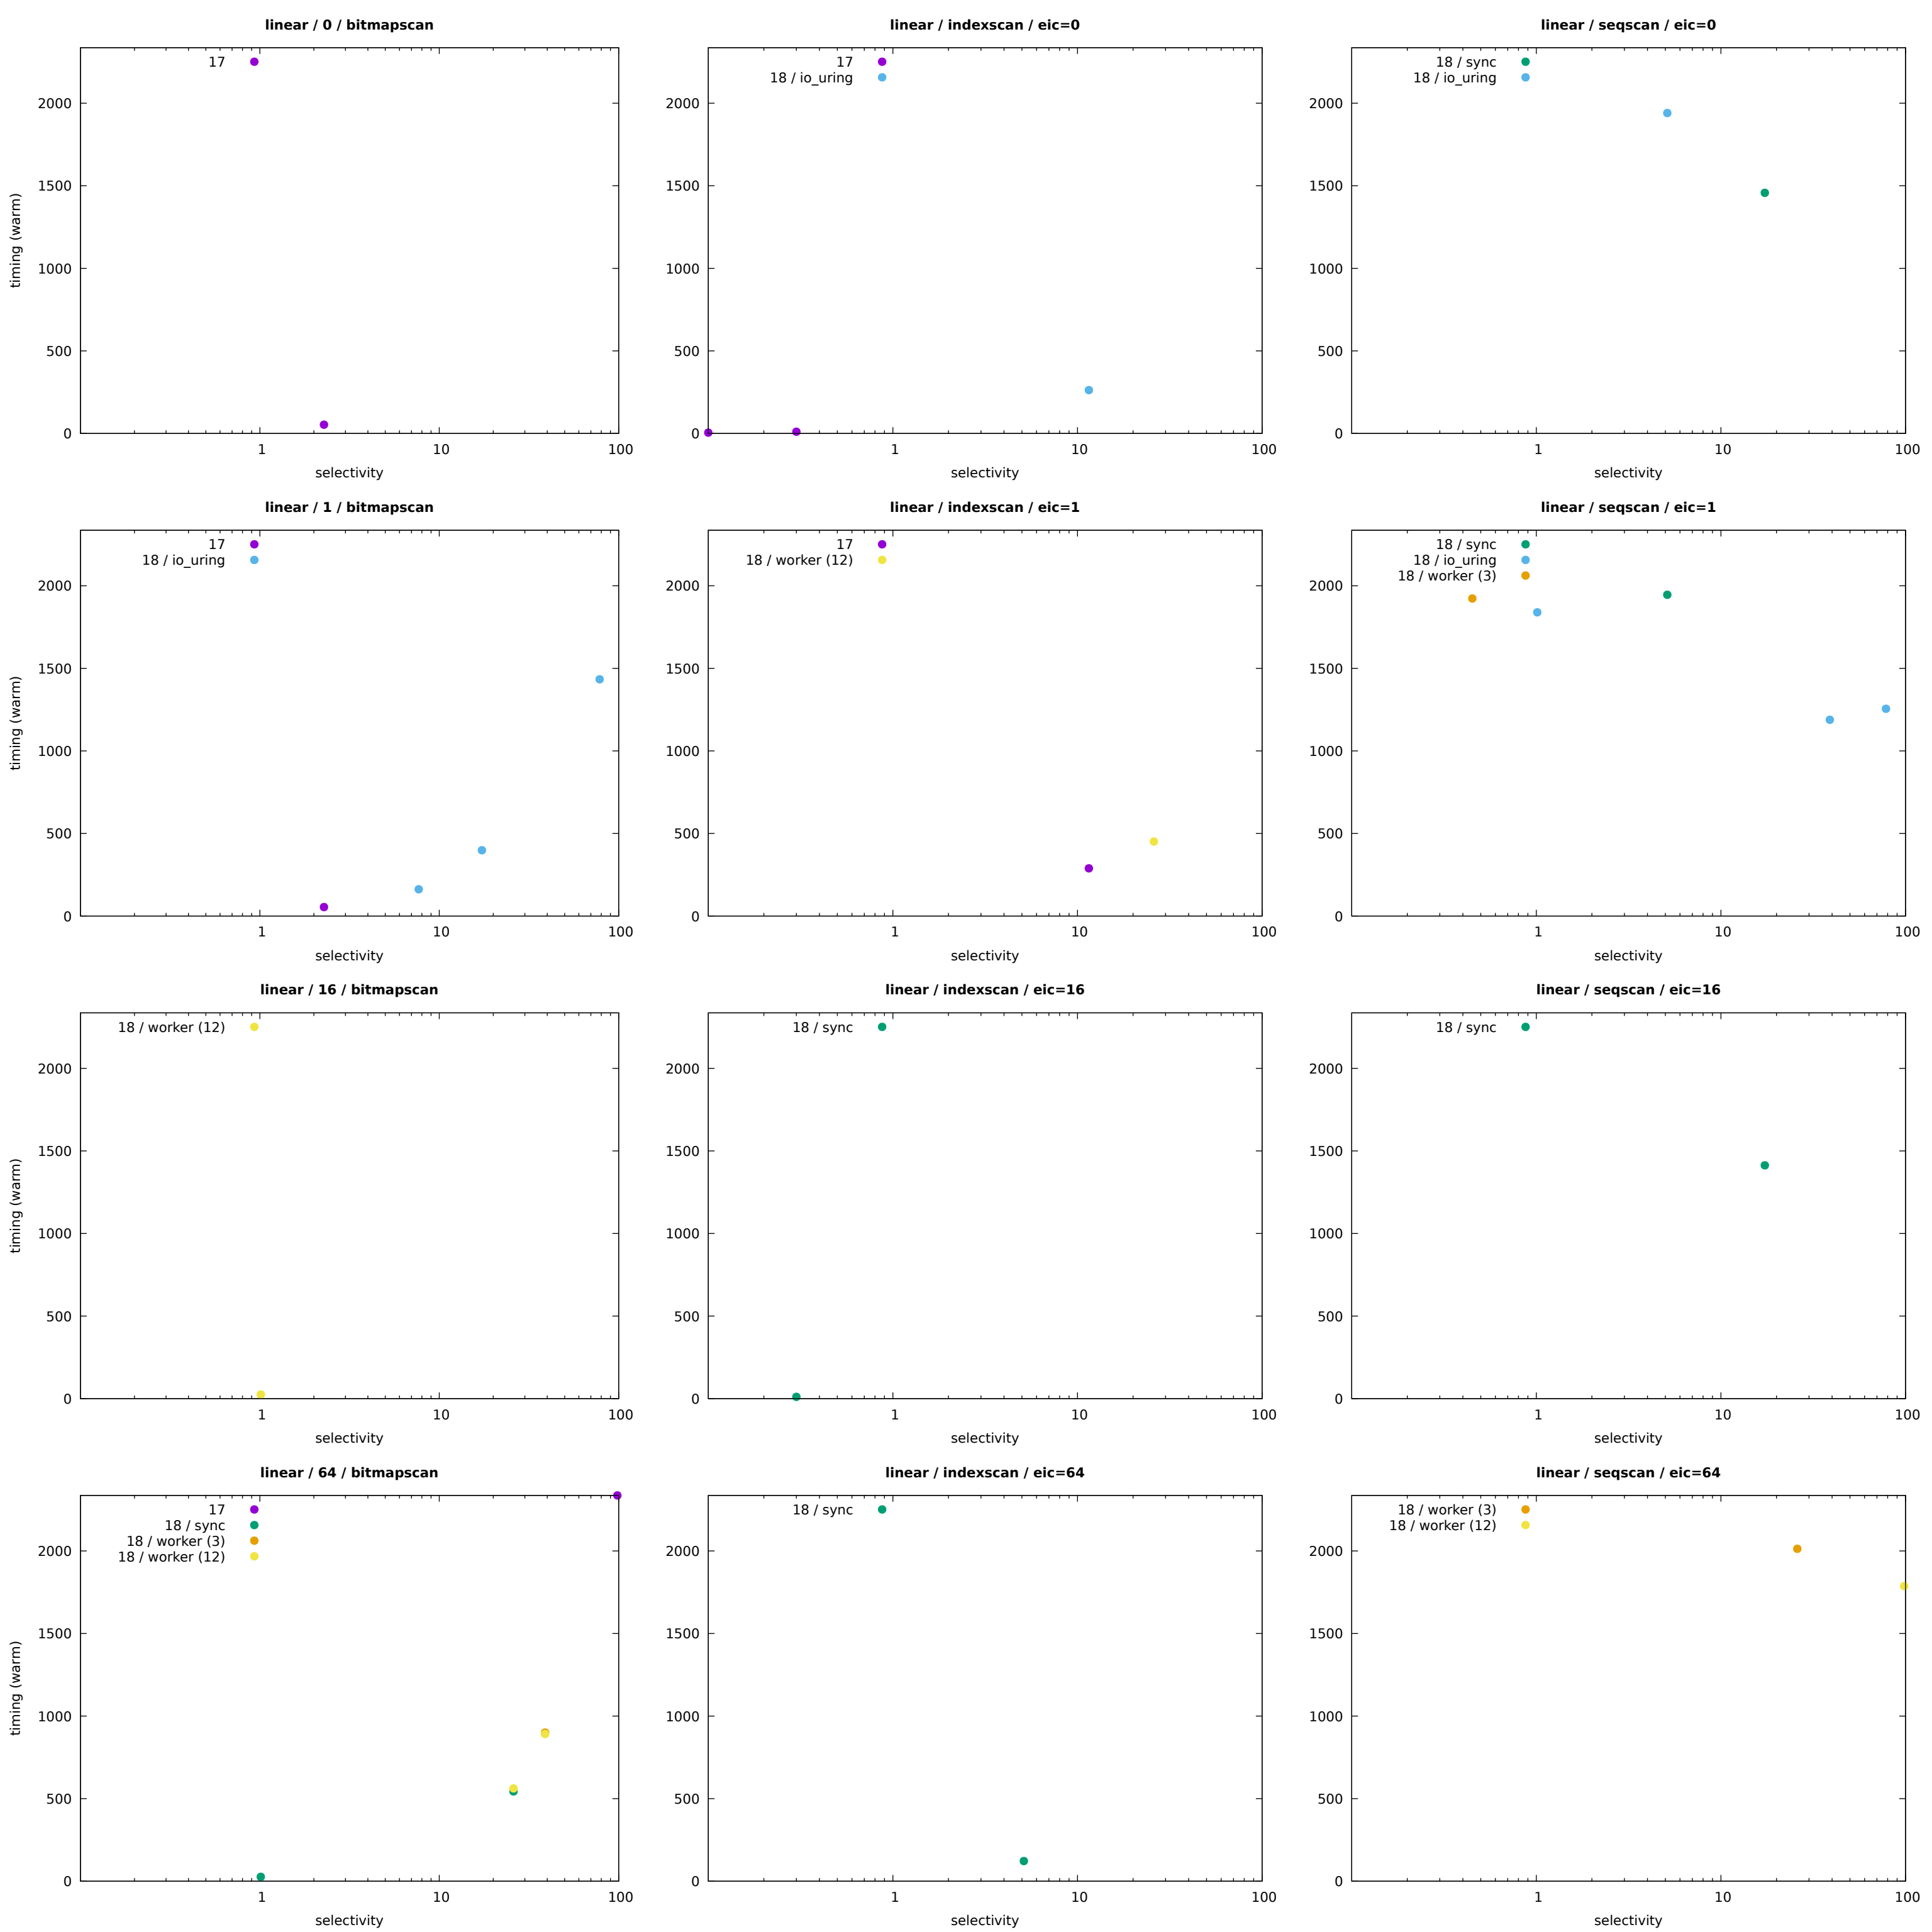 linear / 0 / bitmapscan
17
2000
1500
1000
500
0
timing (warm)
1
10
100
selectivity
linear / indexscan / eic=0
17
18 / io_uring
2000
1500
1000
500
0
1
10
100
selectivity
linear / seqscan / eic=0
18 / sync
18 / io_uring
2000
1500
1000
500
0
1
10
100
selectivity
linear / 1 / bitmapscan
17
18 / io_uring
2000
1500
1000
500
0
timing (warm)
1
10
100
selectivity
linear / indexscan / eic=1
17
18 / worker (12)
2000
1500
1000
500
0
1
10
100
selectivity
linear / seqscan / eic=1
18 / sync
18 / io_uring
18 / worker (3)
2000
1500
1000
500
0
1
10
100
selectivity
linear / 16 / bitmapscan
18 / worker (12)
2000
1500
1000
500
0
timing (warm)
1
10
100
selectivity
linear / indexscan / eic=16
18 / sync
2000
1500
1000
500
0
1
10
100
selectivity
linear / seqscan / eic=16
18 / sync
2000
1500
1000
500
0
1
10
100
selectivity
linear / 64 / bitmapscan
17
18 / sync
18 / worker (3)
18 / worker (12)
2000
1500
1000
500
0
timing (warm)
1
10
100
selectivity
linear / indexscan / eic=64
18 / sync
2000
1500
1000
500
0
1
10
100
selectivity
linear / seqscan / eic=64
18 / worker (3)
18 / worker (12)
2000
1500
1000
500
0
1
10
100
selectivity